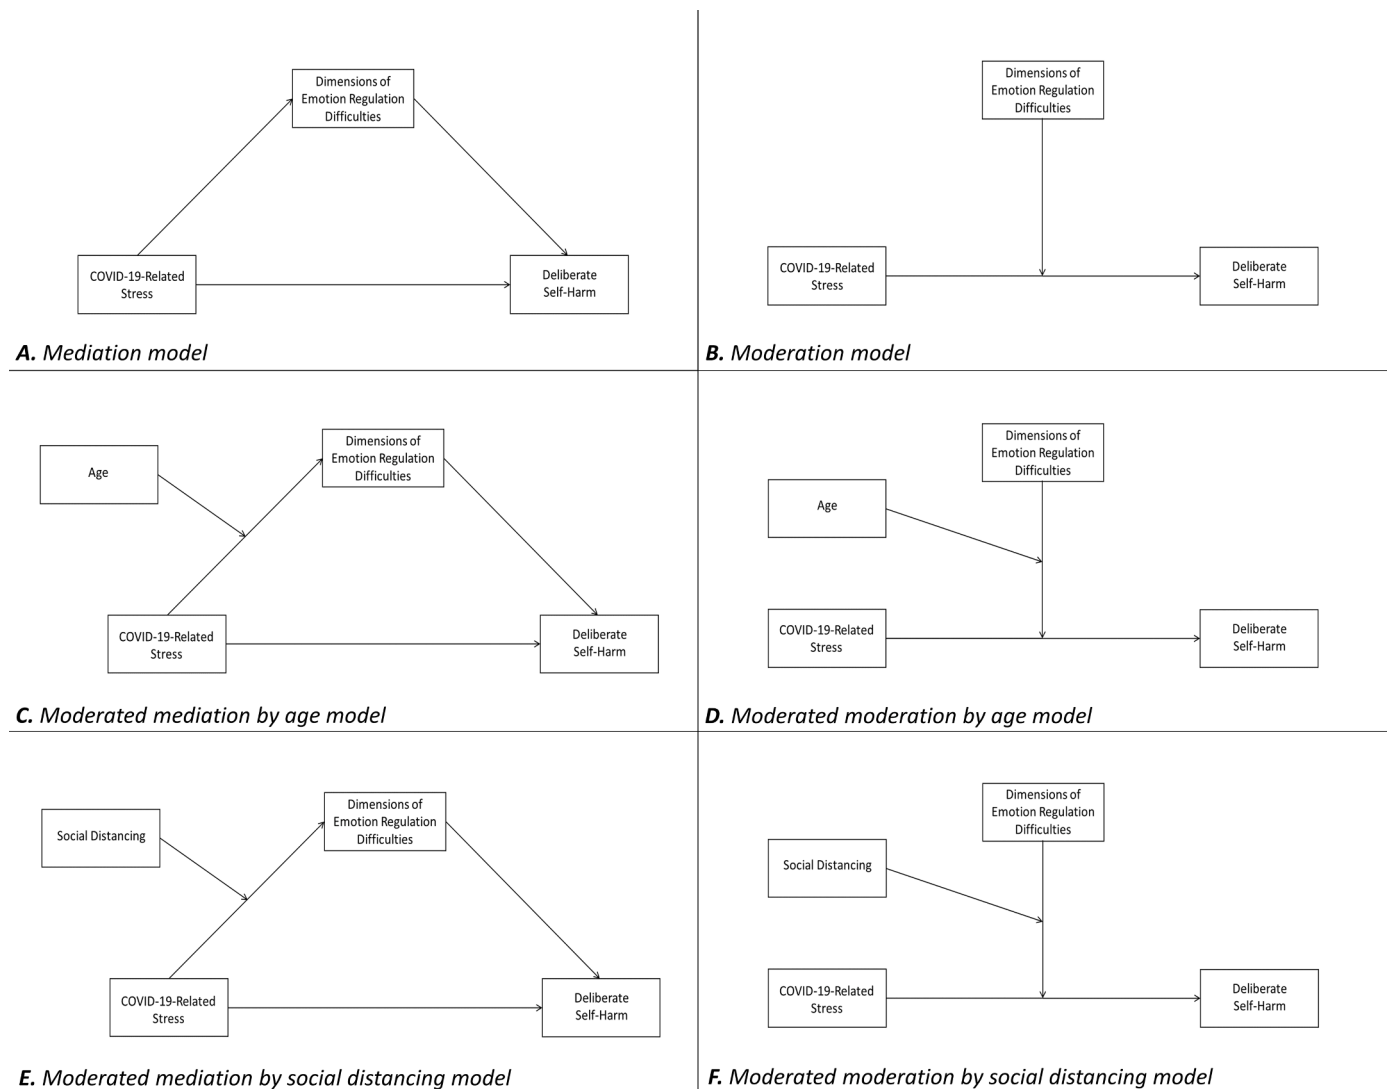 Dimensions of
Emotion Regulation
Difficulties
COVID-19-Related
Stress
Deliberate
Self-Harm
A. Mediation model
Dimensions of
Emotion Regulation
Difficulties
COVID-19-Related
Stress
Deliberate
Self-Harm
B. Moderation model
Age
Dimensions of
Emotion Regulation
Difficulties
COVID-19-Related
Stress
Deliberate
Self-Harm
C. Moderated mediation by age model
Dimensions of
Emotion Regulation
Difficulties
Age
COVID-19-Related
Stress
Deliberate
Self-Harm
D. Moderated moderation by age model
Social Distancing
Dimensions of
Emotion Regulation
Difficulties
COVID-19-Related
Stress
Deliberate
Self-Harm
E. Moderated mediation by social distancing model
Dimensions of
Emotion Regulation
Difficulties
Social Distancing
COVID-19-Related
Stress
Deliberate
Self-Harm
F. Moderated moderation by social distancing model